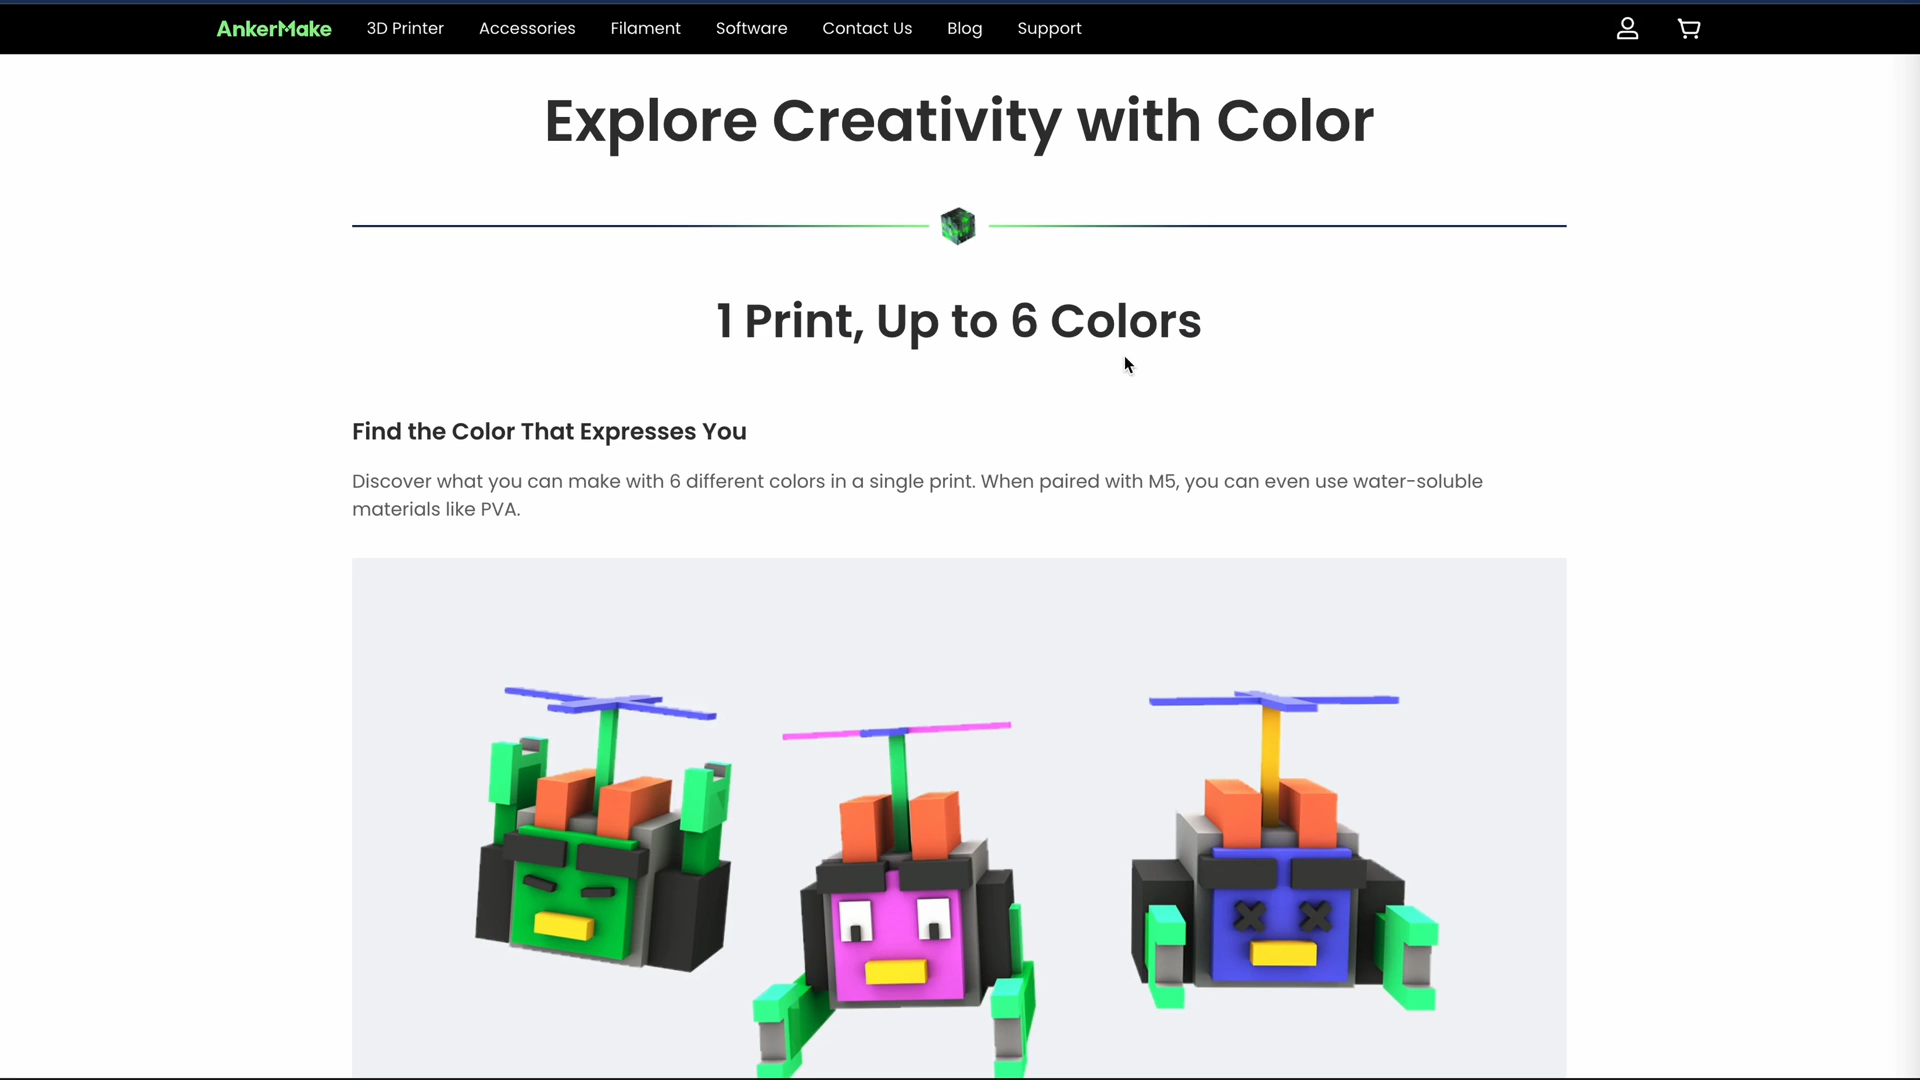 AnkerMake 3D Printer Accessories Filament Software Contact Us Blog Support
Explore Creativity with Color
1 Print, Up to 6 Colors
Find the Color That Expresses You
Discover what you can make with 6 different colors in a single print. When paired with M5, you can even use water-soluble
materials like PVA.